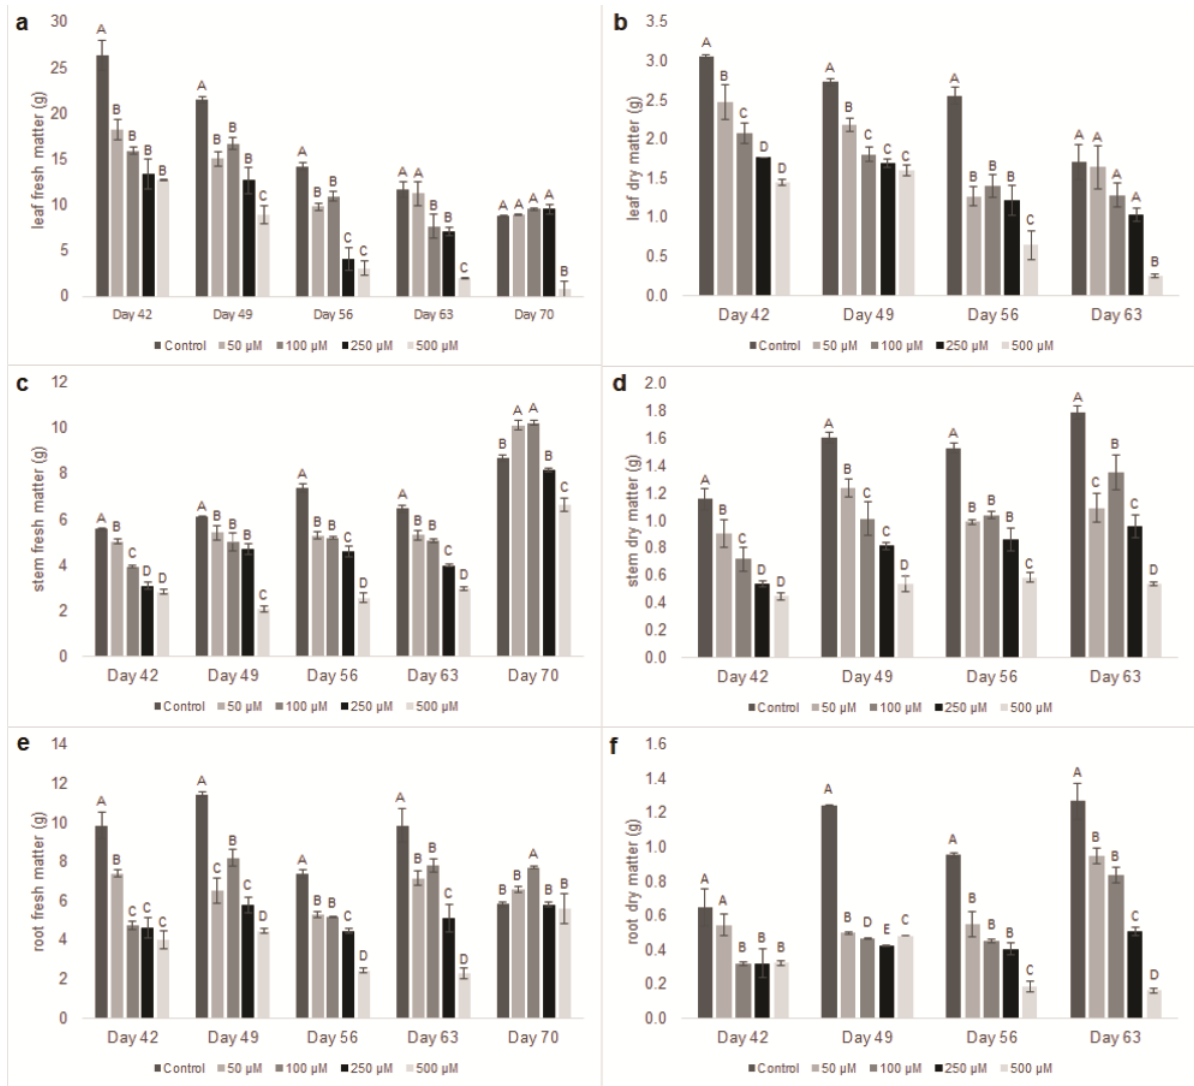 a
leaf fresh matter (g)
30
25
20
15
10
5
0
A B B B B
A B B B C
A B B C C
A A B B C
A A A A B
Day 42 Day 49 Day 56 Day 63 Day 70
Control 50 µM 100 µM 250 µM 500 µM
b
leaf dry matter (g)
3.5
3.0
2.5
2.0
1.5
1.0
0.5
0.0
A B C D D
A B C C C
A B B B C
A A A A B
Day 42 Day 49 Day 56 Day 63
Control 50 µM 100 µM 250 µM 500 µM
c
stem fresh matter (g)
12
10
8
6
4
2
0
A B C D D
A B B B C
A B B C D
A B B C D
B A A B C
Day 42 Day 49 Day 56 Day 63 Day 70
Control 50 µM 100 µM 250 µM 500 µM
d
stem dry matter (g)
2.0
1.8
1.6
1.4
1.2
1.0
0.8
0.6
0.4
0.2
0.0
A B C D D
A B C D D
A B B B C
A C B C D
Day 42 Day 49 Day 56 Day 63
Control 50 µM 100 µM 250 µM 500 µM
e
root fresh matter (g)
14
12
10
8
6
4
2
0
A B C C C
A C B C D
A B B C D
A B B C D
B B A B B
Day 42 Day 49 Day 56 Day 63 Day 70
Control 50 µM 100 µM 250 µM 500 µM
f
root dry matter (g)
1.6
1.4
1.2
1.0
0.8
0.6
0.4
0.2
0.0
A A B B B
A B D E C
A B B B C
A B B C D
Day 42 Day 49 Day 56 Day 63
Control 50 µM 100 µM 250 µM 500 µM